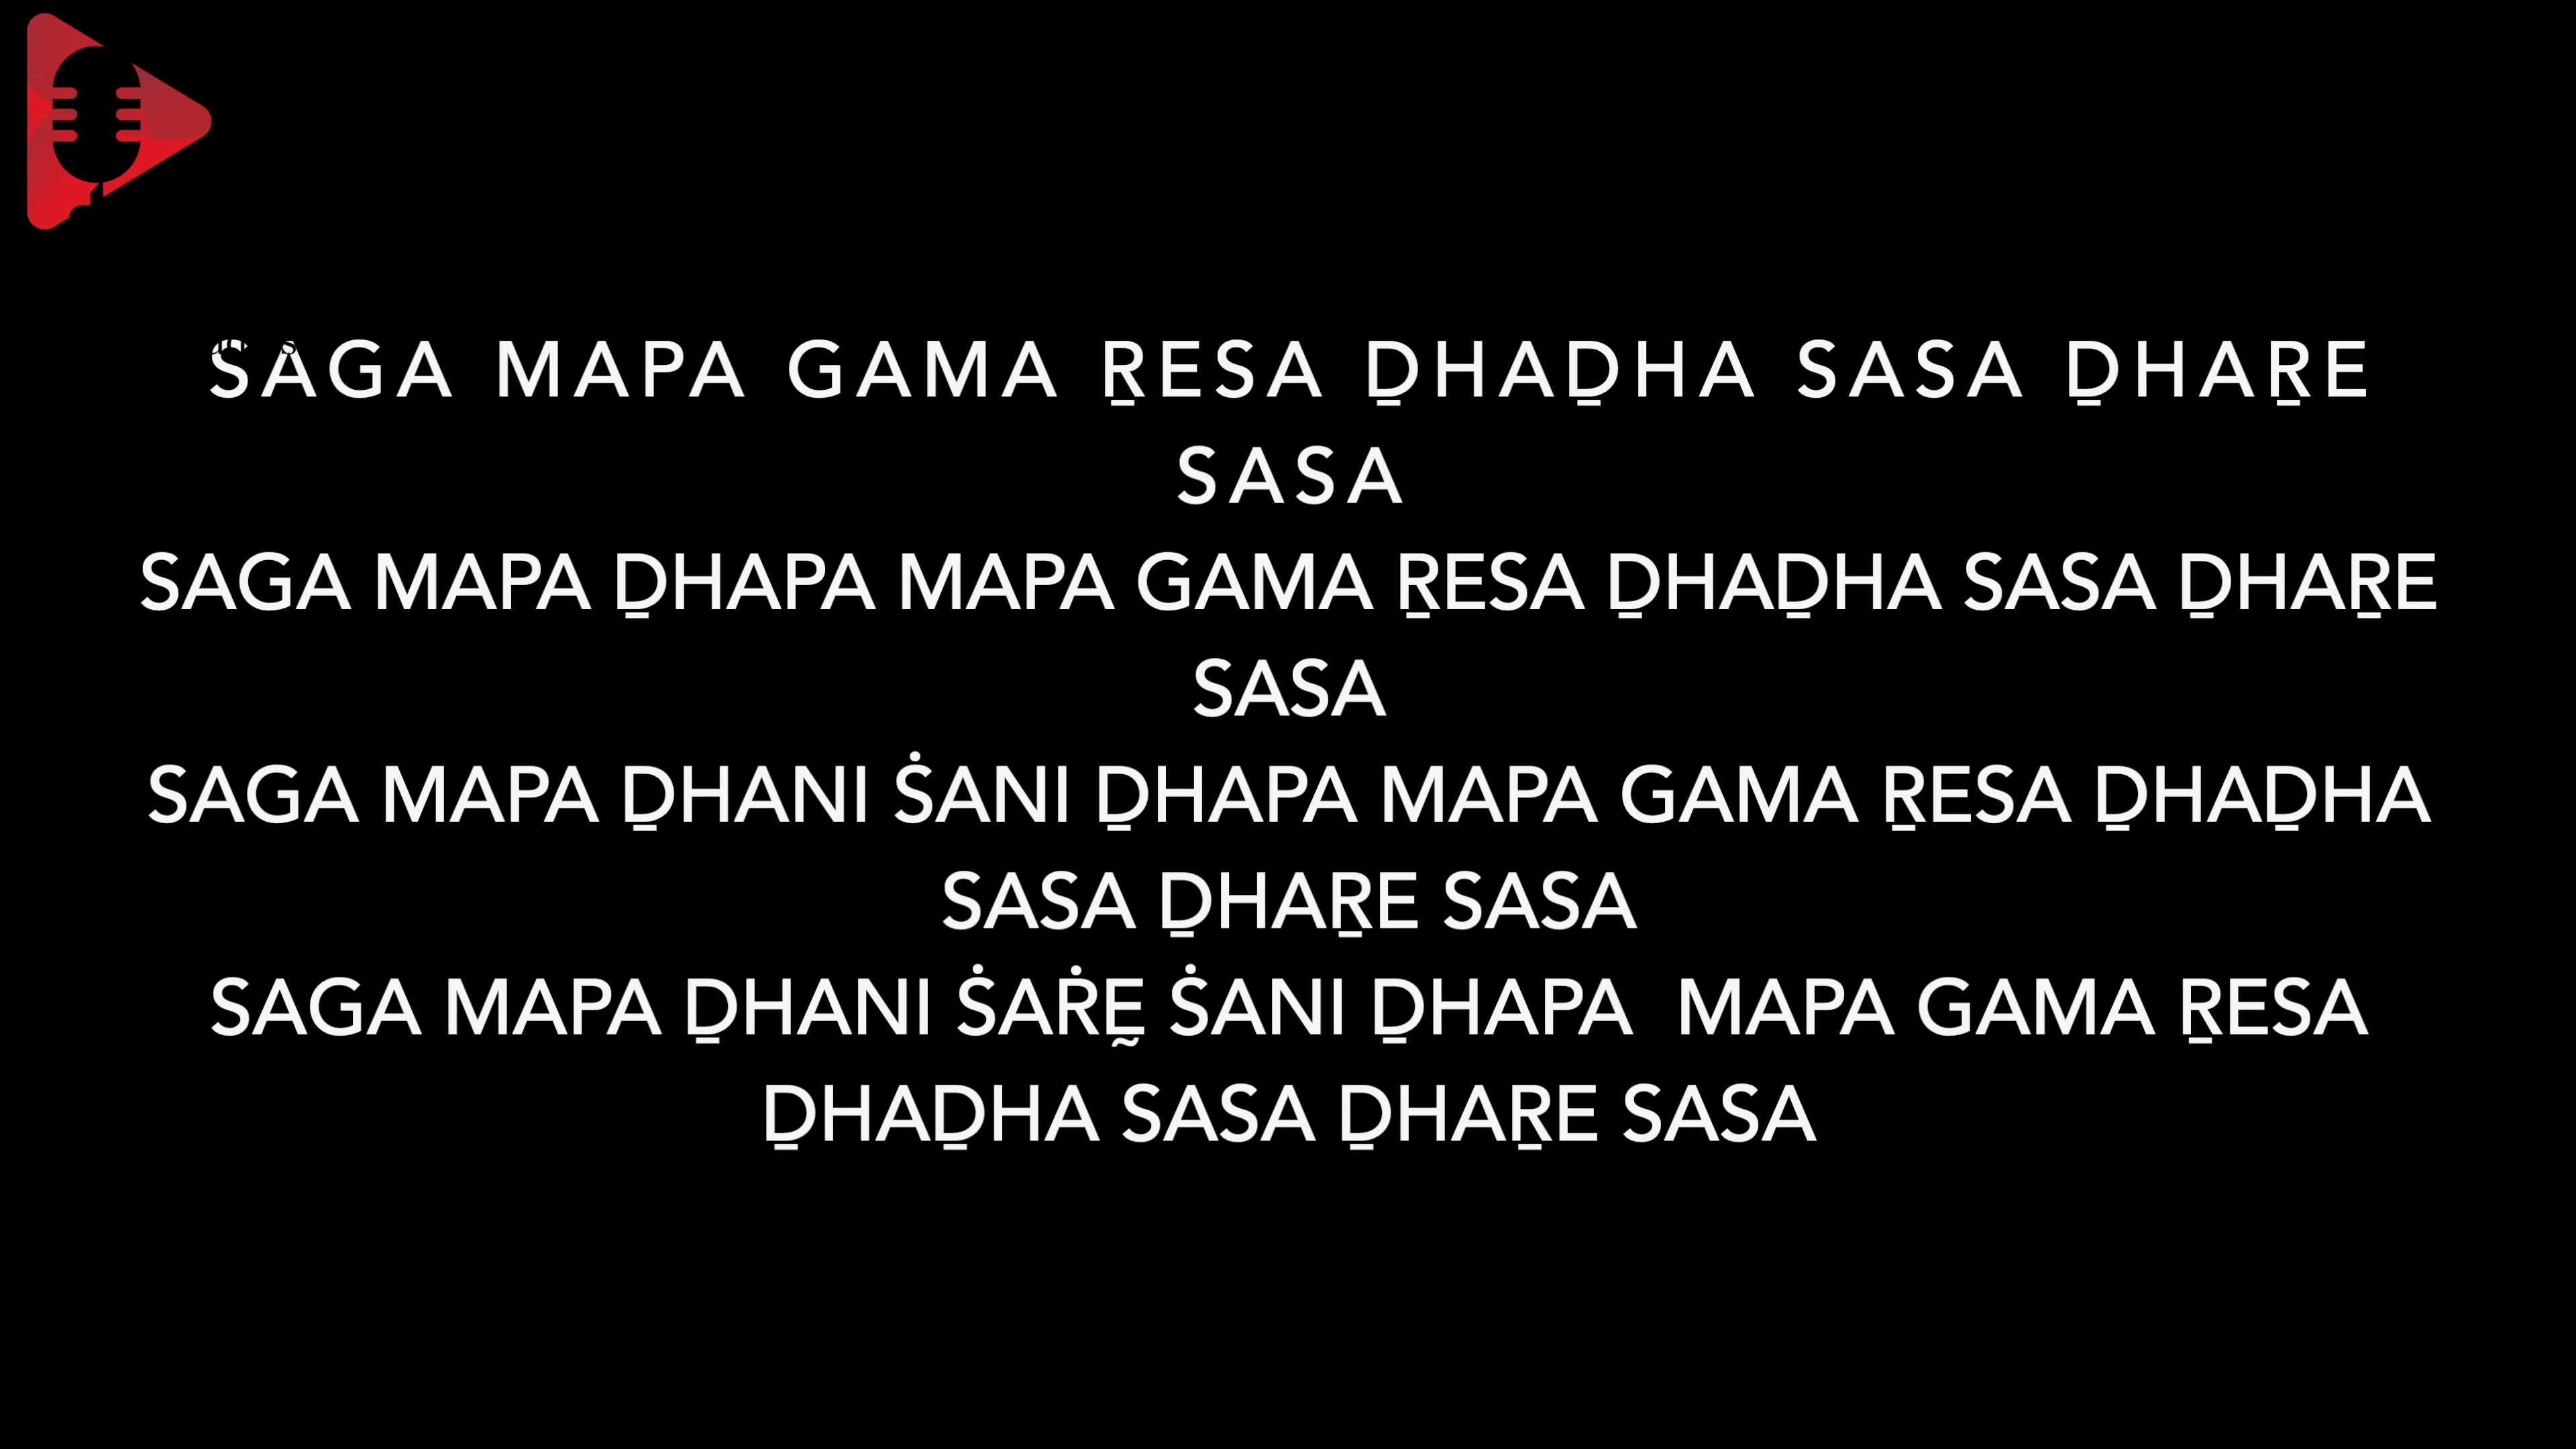 SAGA MAPA GAMA ṞESA ḎHAḎHA SASA ḎHAṞE
SASA
SAGA MAPA ḎHAPA MAPA GAMA ṞESA ḎHAḎHA SASA ḎHAṞE
SASA
SAGA MAPA ḎHANI ṠANI ḎHAPA MAPA GAMA ṞESA ḎHAḎHA
SASA ḎHAṞE SASA
SAGA MAPA ḎHANI ṠAṘḚ ṠANI ḎHAPA  MAPA GAMA ṞESA
ḎHAḎHA SASA ḎHAṞE SASA